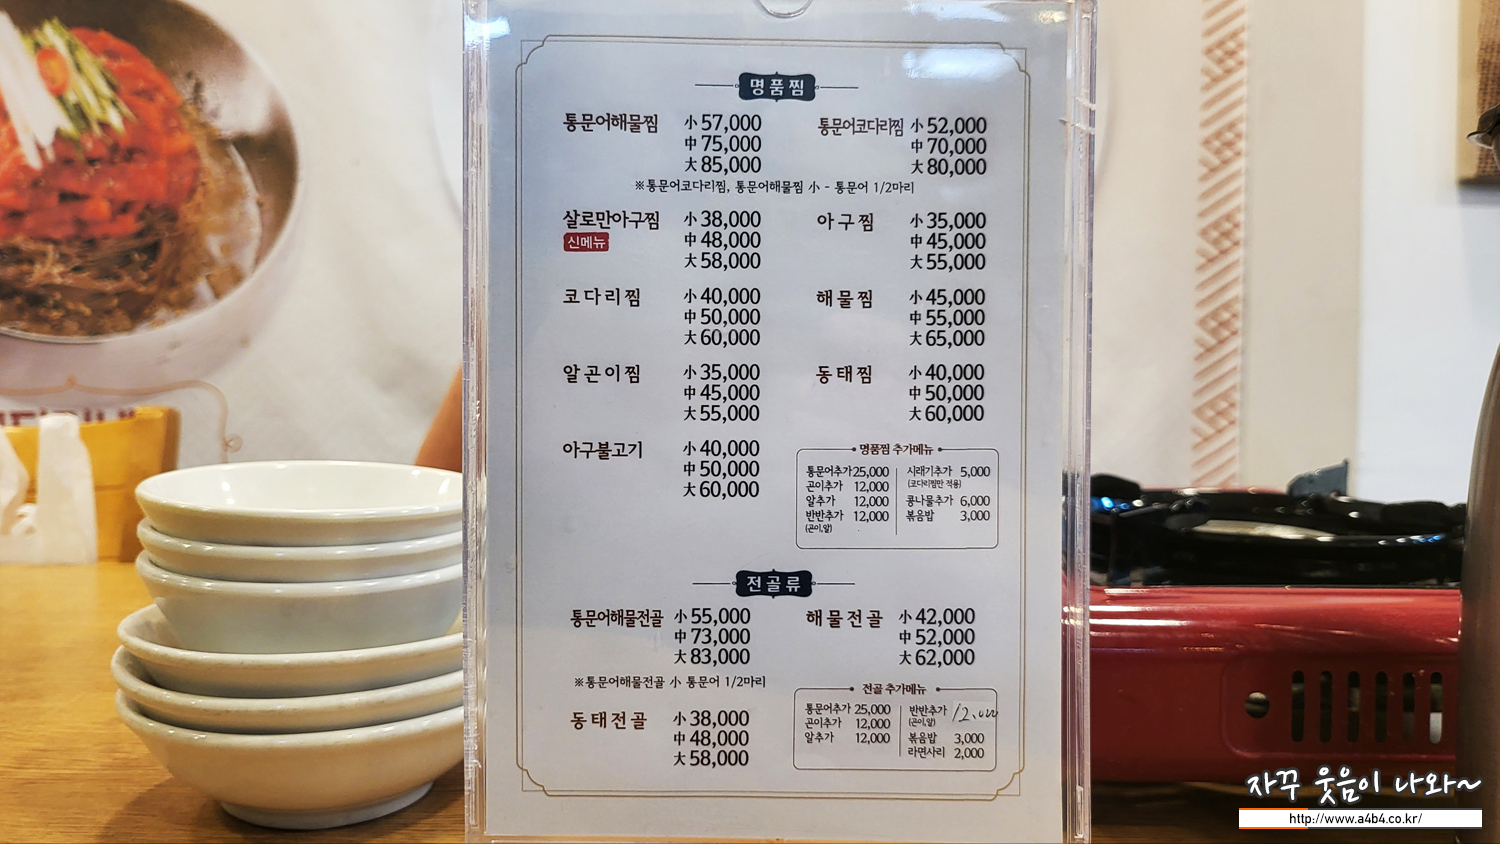 명품찜
통문어해물찜 小 57,000
中 75,000
大 85,000
통문어코다리찜 小 52,000
中 70,000
大 80,000
※통문어코다리찜, 통문어해물찜 小 - 통문어 1/2마리
살로만아구찜 小 38,000
신메뉴 中 48,000
大 58,000
아구찜 小 35,000
中 45,000
大 55,000
코다리찜 小 40,000
中 50,000
大 60,000
해물찜 小 45,000
中 55,000
大 65,000
알곤이찜 小 35,000
中 45,000
大 55,000
동태찜 小 40,000
中 50,000
大 60,000
아구불고기 小 40,000
中 50,000
大 60,000
명품찜 추가메뉴
통문어추가 25,000
곤이추가 12,000
알추가 12,000
반반추가 12,000
(곤이,알)
시래기추가 5,000
(코다리찜만 적용)
콩나물추가 6,000
볶음밥 3,000
전골류
통문어해물전골 小 55,000
中 73,000
大 83,000
해물전골 小 42,000
中 52,000
大 62,000
※통문어해물전골 小 통문어 1/2마리
동태전골 小 38,000
中 48,000
大 58,000
전골 추가메뉴
통문어추가 25,000
곤이추가 12,000
알추가 12,000
반반추가 12,000
(곤이,알)
볶음밥 3,000
라면사리 2,000
자꾸 웃음이 나와~
http://www.a4b4.co.kr/